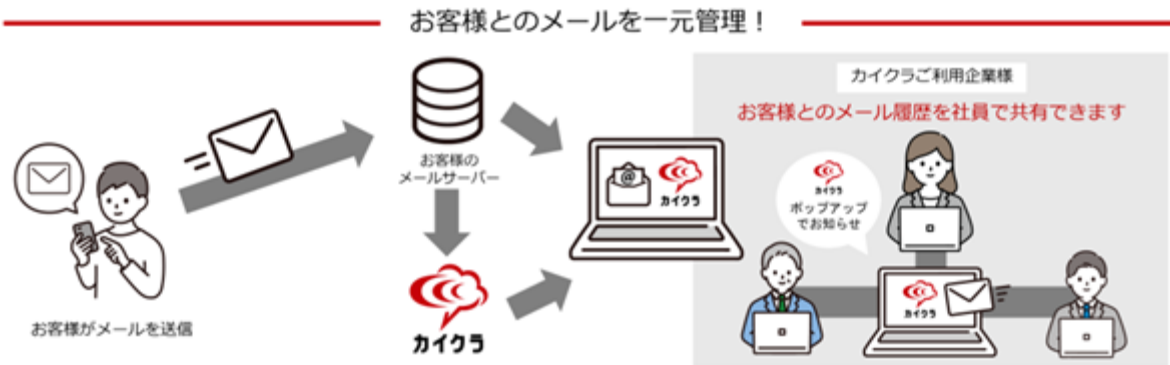 お客様とのメールを一元管理！
カイクラご利用企業様
お客様とのメール履歴を社員で共有できます
お客様の
メールサーバー
@
カイクラ
カイクラ
ポップアップ
でお知らせ
お客様がメールを送信
カイクラ
カイクラ